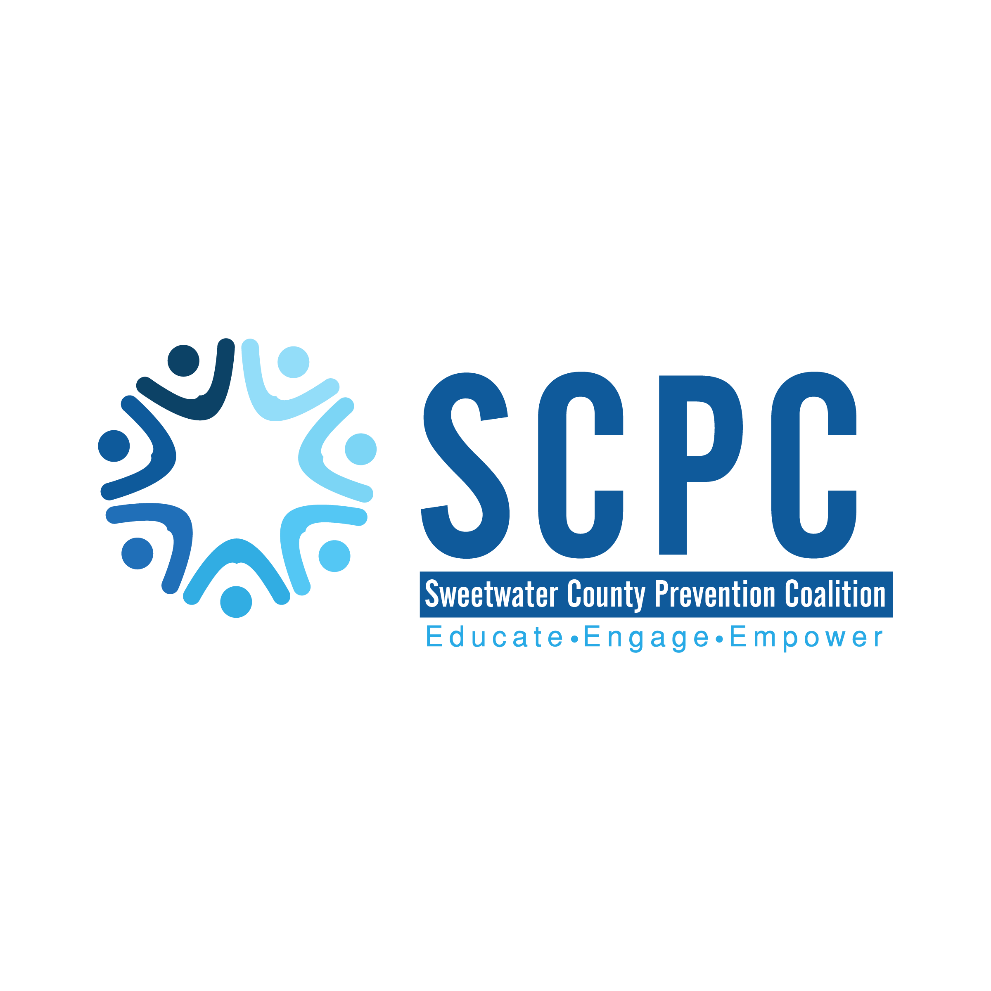 SCPC
Sweetwater County Prevention Coalition
Educate•Engage•Empower